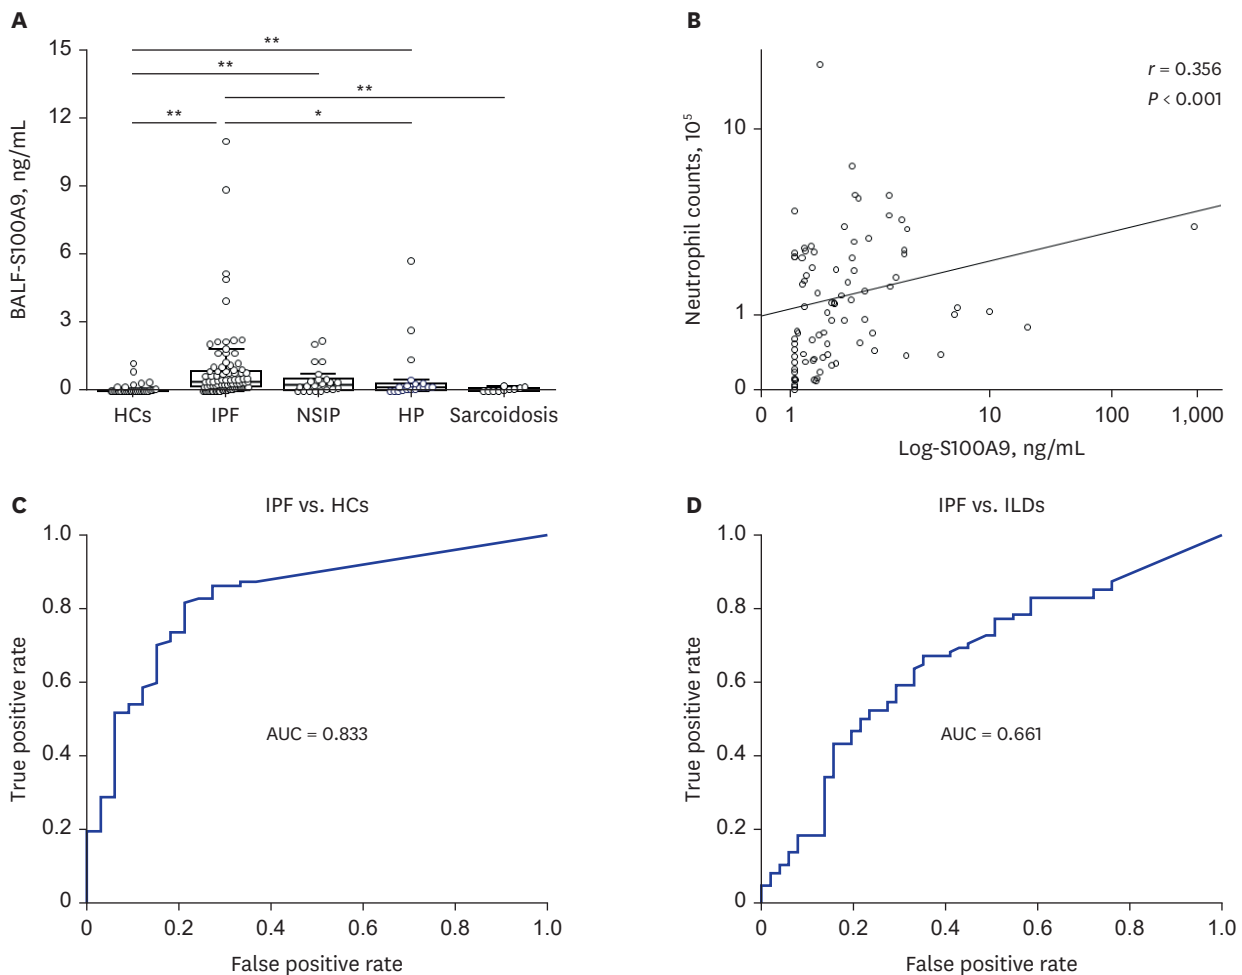 A
BALF-S100A9, ng/mL
15
12
9
6
3
0
**
**
**
**
*
HCs
IPF
NSIP
HP
Sarcoidosis
B
Neutrophil counts, 10⁵
10
1
0
r = 0.356
P < 0.001
0
1
10
100
1,000
Log-S100A9, ng/mL
C
IPF vs. HCs
True positive rate
1.0
0.8
0.6
0.4
0.2
0
AUC = 0.833
0
0.2
0.4
0.6
0.8
1.0
False positive rate
D
IPF vs. ILDs
True positive rate
1.0
0.8
0.6
0.4
0.2
0
AUC = 0.661
0
0.2
0.4
0.6
0.8
1.0
False positive rate